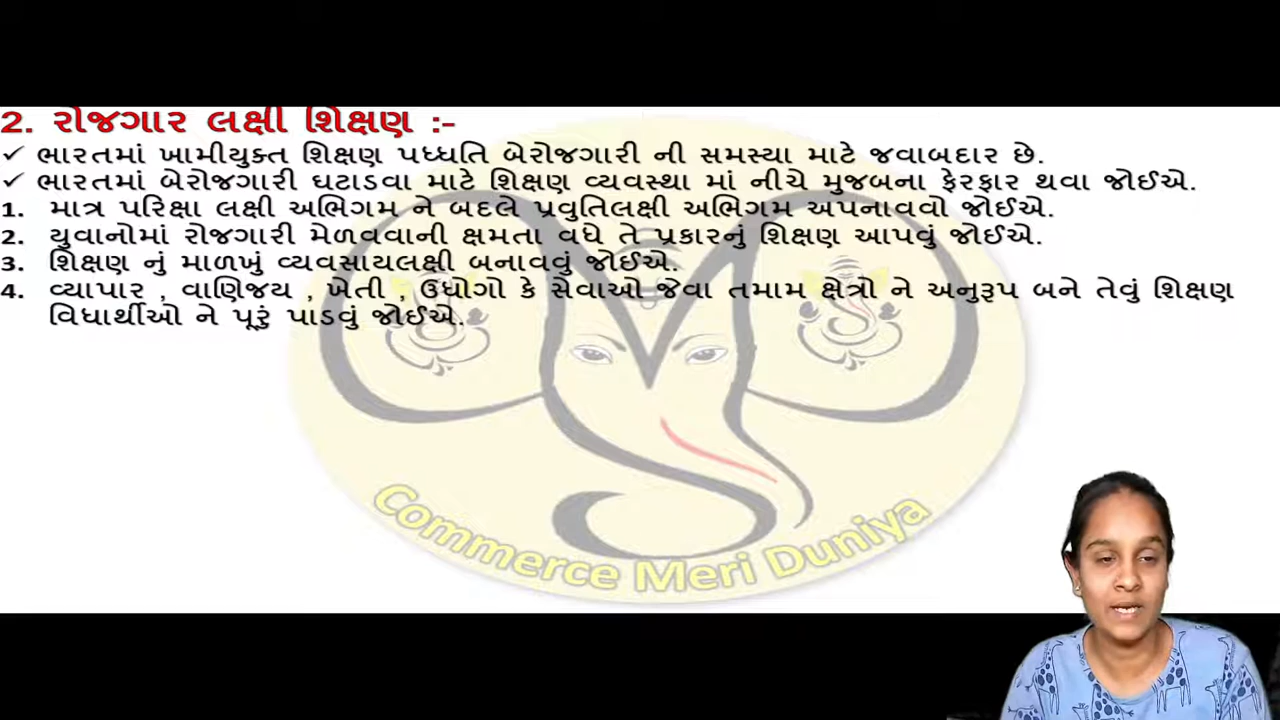 2. રોજગાર લક્ષી શિક્ષણ :-
✓ ભારતમાં ખામીયુક્ત શિક્ષણ પધ્ધતિ બેરોજગારી ની સમસ્યા માટે જવાબદાર છે.
✓ ભારતમાં બેરોજગારી ઘટાડવા માટે શિક્ષણ વ્યવસ્થા માં નીચે મુજબના ફેરફાર થવા જોઈએ.
1. માત્ર પરિક્ષા લક્ષી અભિગમ ને બદલે પ્રવુતિલક્ષી અભિગમ અપનાવવો જોઈએ.
2. યુવાનોમાં રોજગારી મેળવવાની ક્ષમતા વધે તે પ્રકારનું શિક્ષણ આપવું જોઈએ.
3. શિક્ષણ નું માળખું વ્યવસાયલક્ષી બનાવવું જોઈએ.
4. વ્યાપાર , વાણિજય , ખેતી , ઉધોગો કે સેવાઓ જેવા તમામ ક્ષેત્રો ને અનુરૂપ બને તેવું શિક્ષણ
વિધાર્થીઓ ને પૂરું પાડવું જોઈએ.
Commerce Meri Duniya